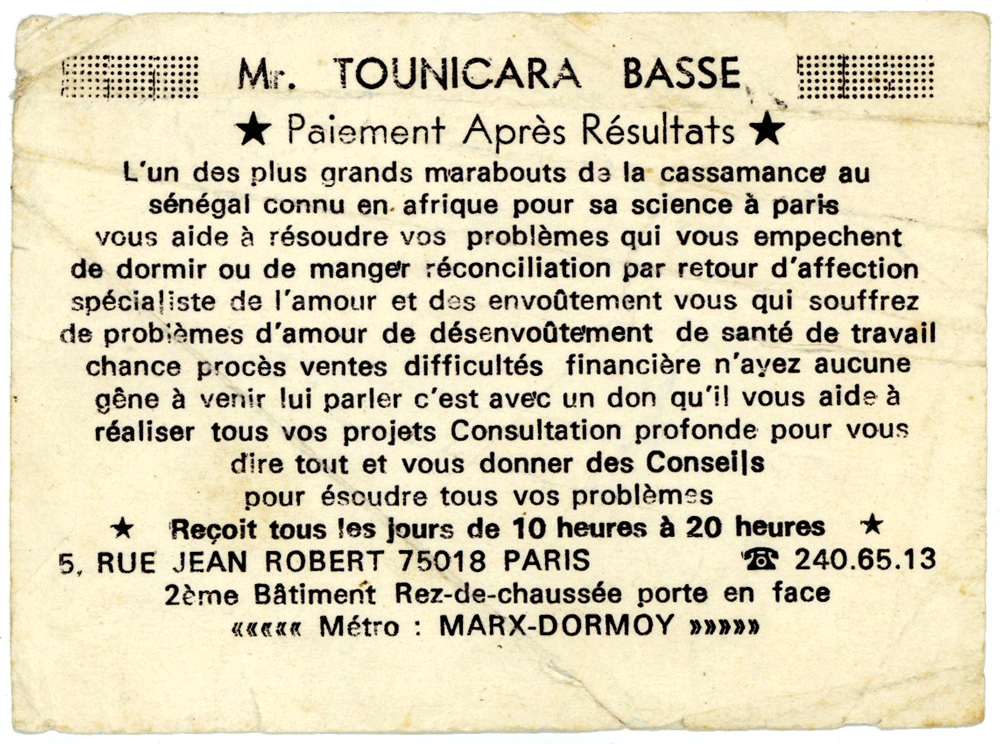 Mr. TOUNICARA BASSE
★ Paiement Après Résultats ★
L'un des plus grands marabouts de la cassamance au
sénégal connu en afrique pour sa science à paris
vous aide à résoudre vos problèmes qui vous empechent
de dormir ou de manger réconciliation par retour d'affection
spécialiste de l'amour et des envoûtement vous qui souffrez
de problèmes d'amour de désenvoûtement de santé de travail
chance procès ventes difficultés financière n'ayez aucune
gêne à venir lui parler c'est avec un don qu'il vous aide à
réaliser tous vos projets Consultation profonde pour vous
dire tout et vous donner des Conseils
pour ésoudre tous vos problèmes
★ Reçoit tous les jours de 10 heures à 20 heures ★
5, RUE JEAN ROBERT 75018 PARIS ☎ 240.65.13
2ème Bâtiment Rez-de-chaussée porte en face
««««« Métro : MARX-DORMOY »»»»»